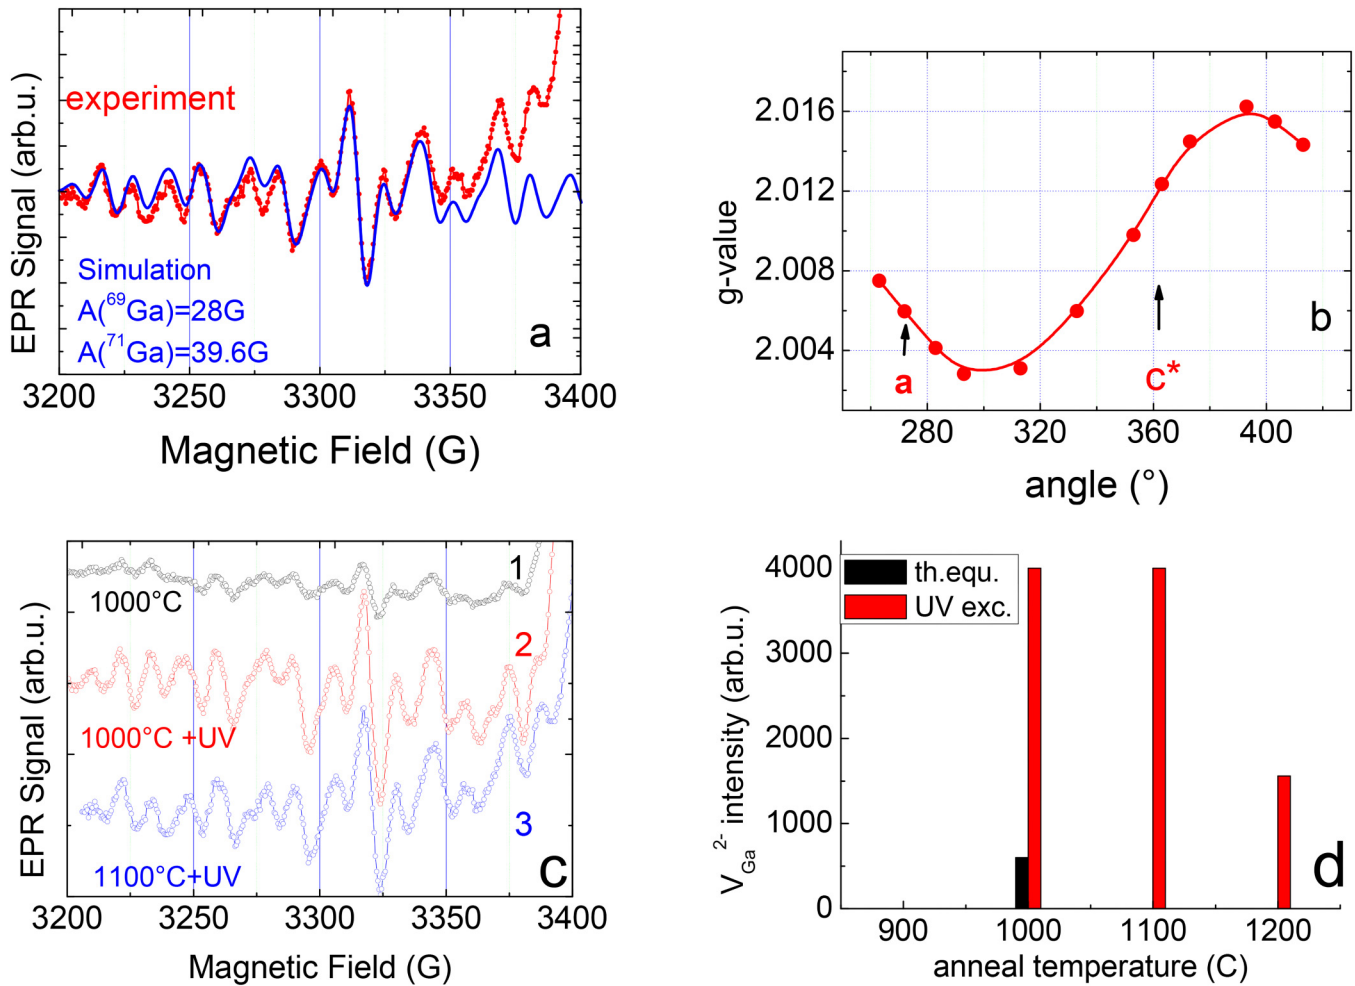 EPR Signal (arb.u.)
experiment
Simulation
A(⁶⁹Ga)=28G
A(⁷¹Ga)=39.6G
a
3200 3250 3300 3350 3400
Magnetic Field (G)
g-value
2.016
2.012
2.008
2.004
a
c*
b
280 320 360 400
angle (°)
EPR Signal (arb.u.)
1
1000°C
2
1000°C +UV
3
1100°C+UV
c
3200 3250 3300 3350 3400
Magnetic Field (G)
V_Ga²⁻ intensity (arb.u.)
4000
3000
2000
1000
0
th.equ.
UV exc.
d
900 1000 1100 1200
anneal temperature (C)